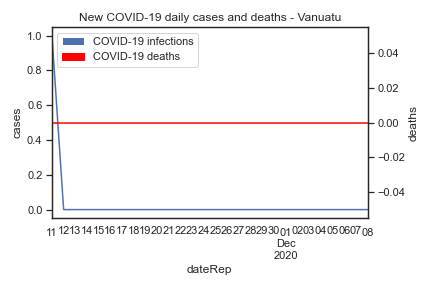 New COVID-19 daily cases and deaths - Vanuatu
COVID-19 infections
COVID-19 deaths
1.0
0.8
0.6
0.4
0.2
0.0
cases
0.04
0.02
0.00
−0.02
−0.04
deaths
11 12 13 14 15 16 17 18 19 20 21 22 23 24 25 26 27 28 29 30 01 02 03 04 05 06 07 08
Dec
2020
dateRep